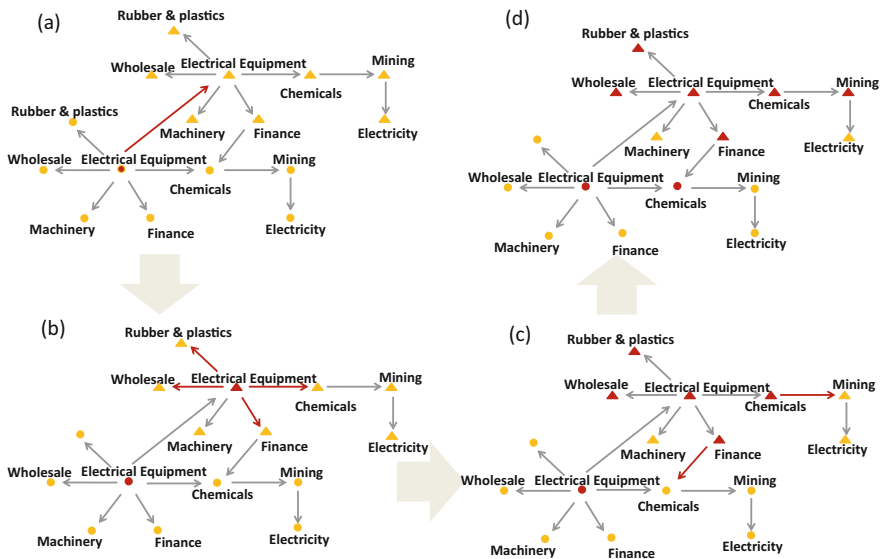 (a)
Rubber & plastics
Wholesale
Electrical Equipment
Mining
Chemicals
Machinery
Finance
Electricity
Rubber & plastics
Wholesale
Electrical Equipment
Chemicals
Mining
Machinery
Finance
Electricity
(d)
Rubber & plastics
Wholesale
Electrical Equipment
Mining
Chemicals
Machinery
Finance
Electricity
Wholesale
Electrical Equipment
Mining
Chemicals
Machinery
Finance
Electricity
(b)
Rubber & plastics
Wholesale
Electrical Equipment
Mining
Chemicals
Machinery
Finance
Electricity
Wholesale
Electrical Equipment
Mining
Chemicals
Machinery
Finance
Electricity
(c)
Rubber & plastics
Wholesale
Electrical Equipment
Mining
Chemicals
Machinery
Finance
Electricity
Wholesale
Electrical Equipment
Mining
Chemicals
Machinery
Finance
Electricity